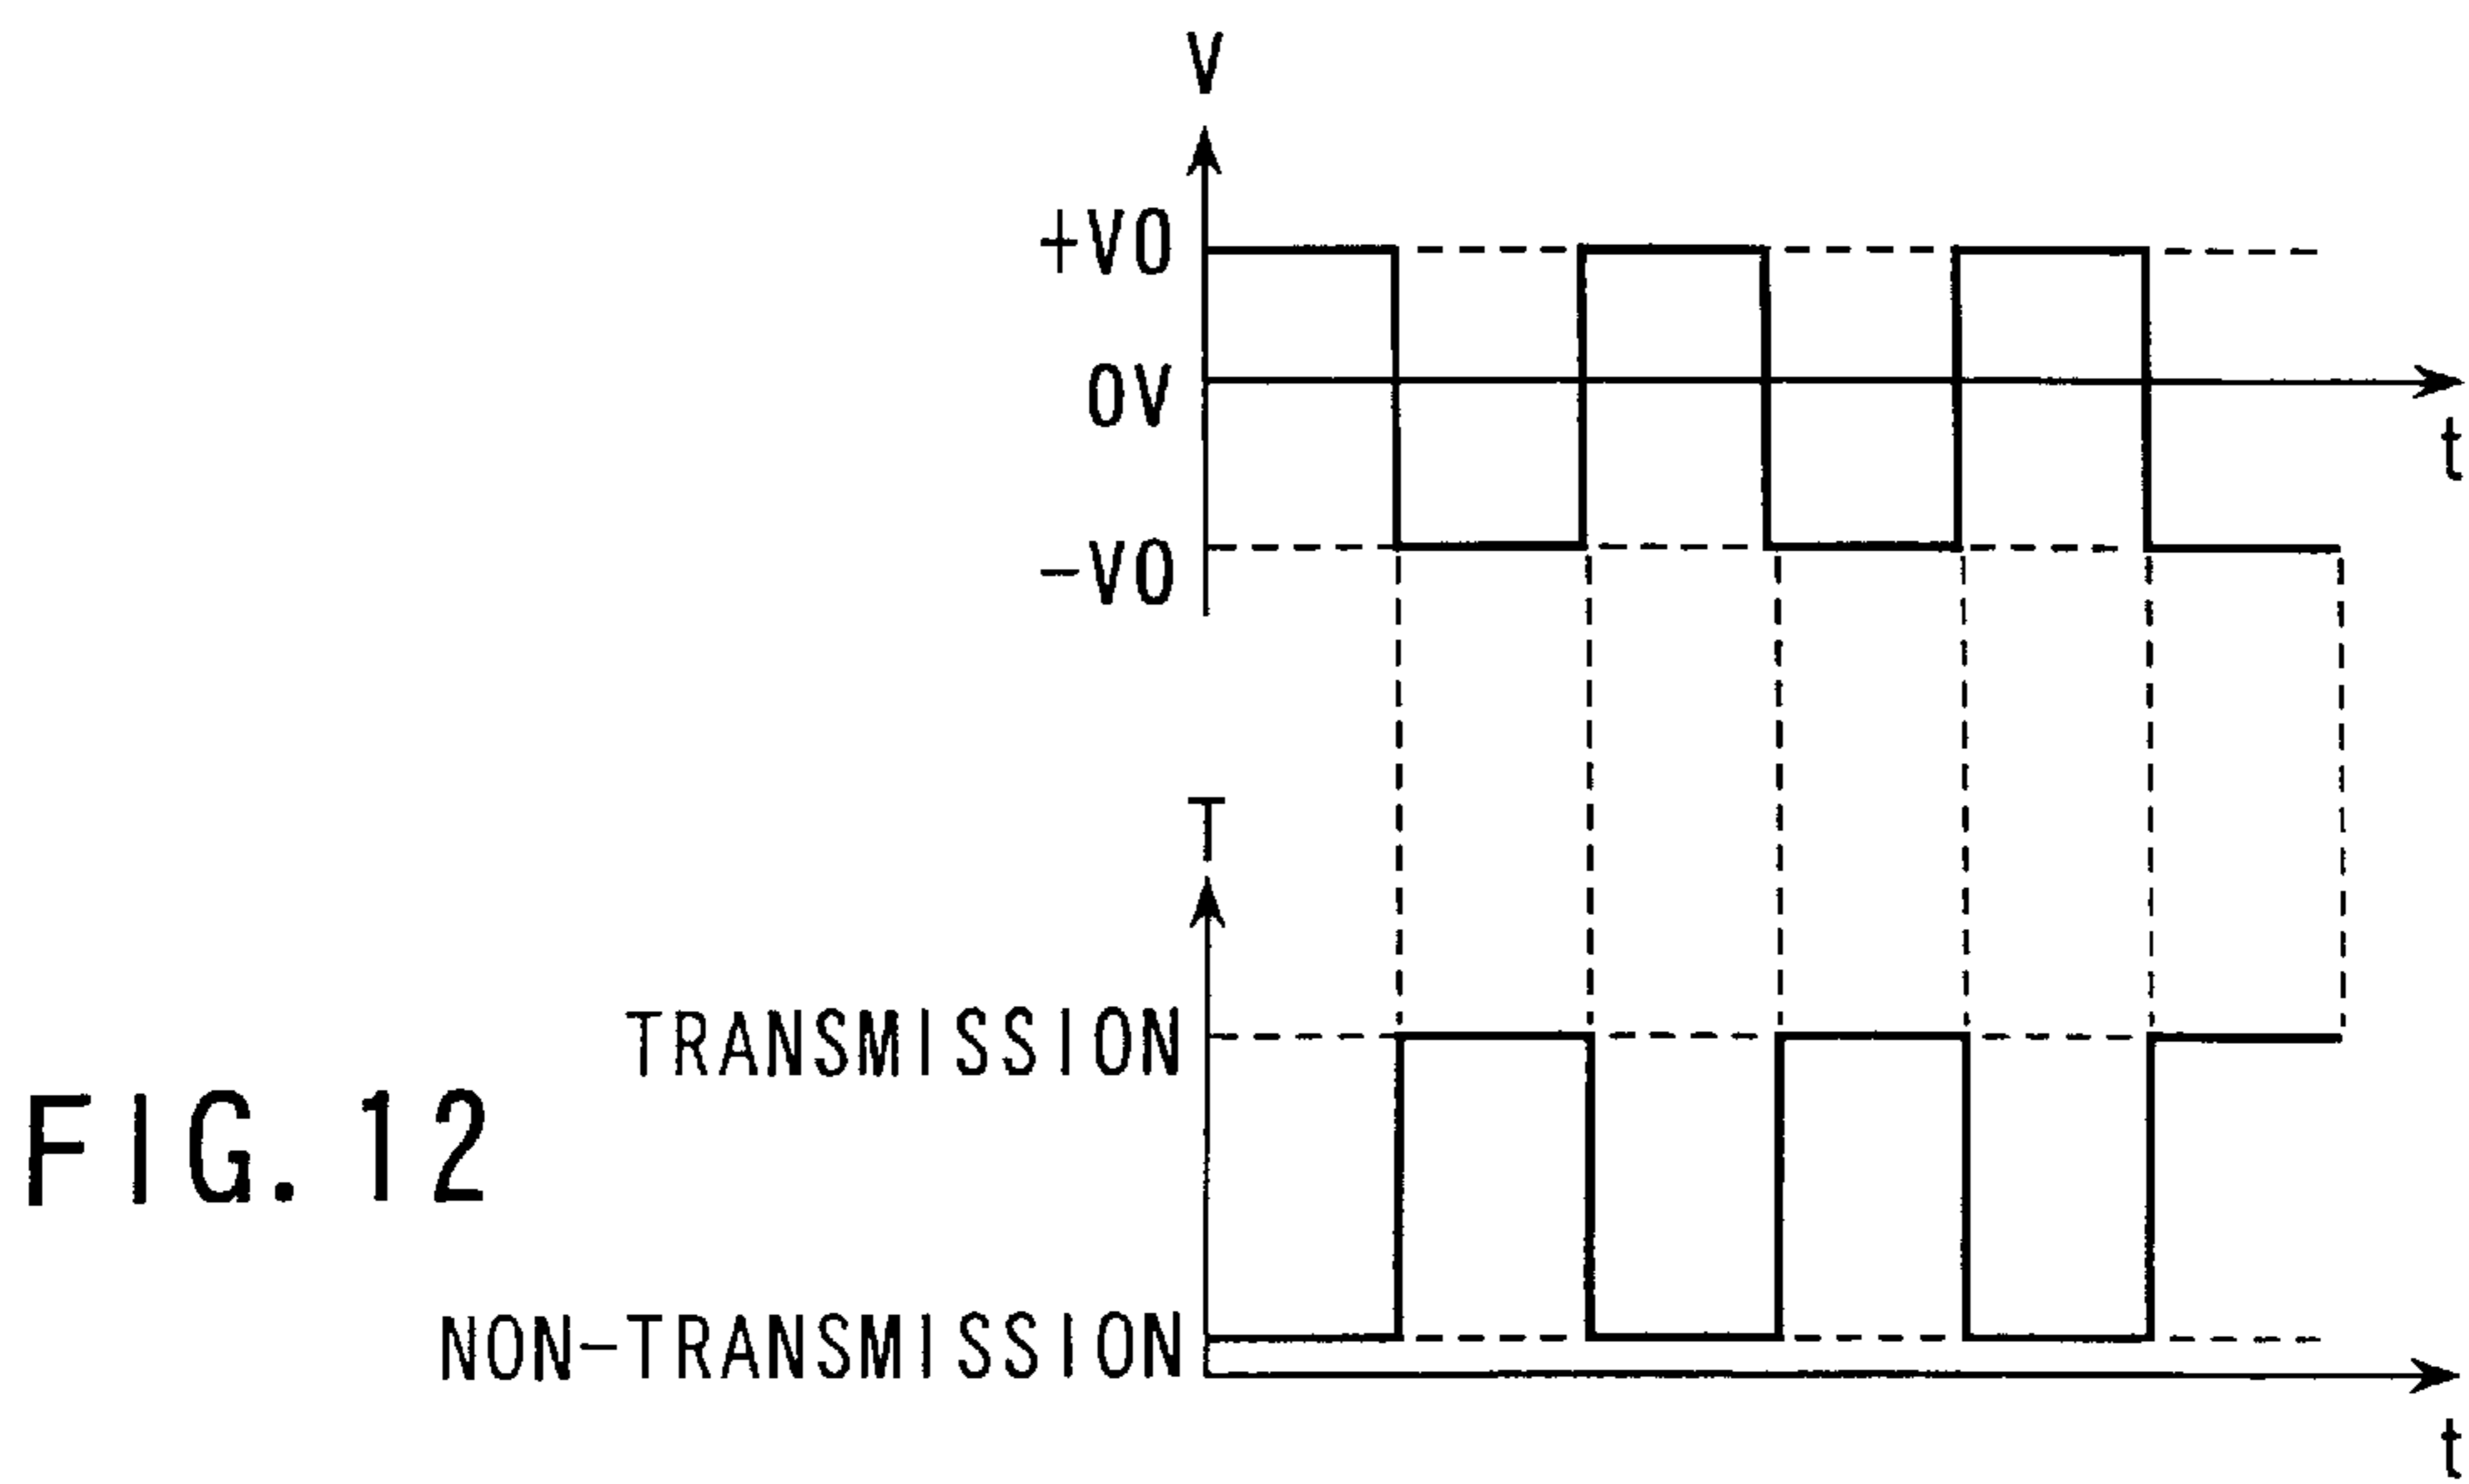 V
+V0
0V
t
-V0
T
TRANSMISSION
FIG. 12
NON-TRANSMISSION
t